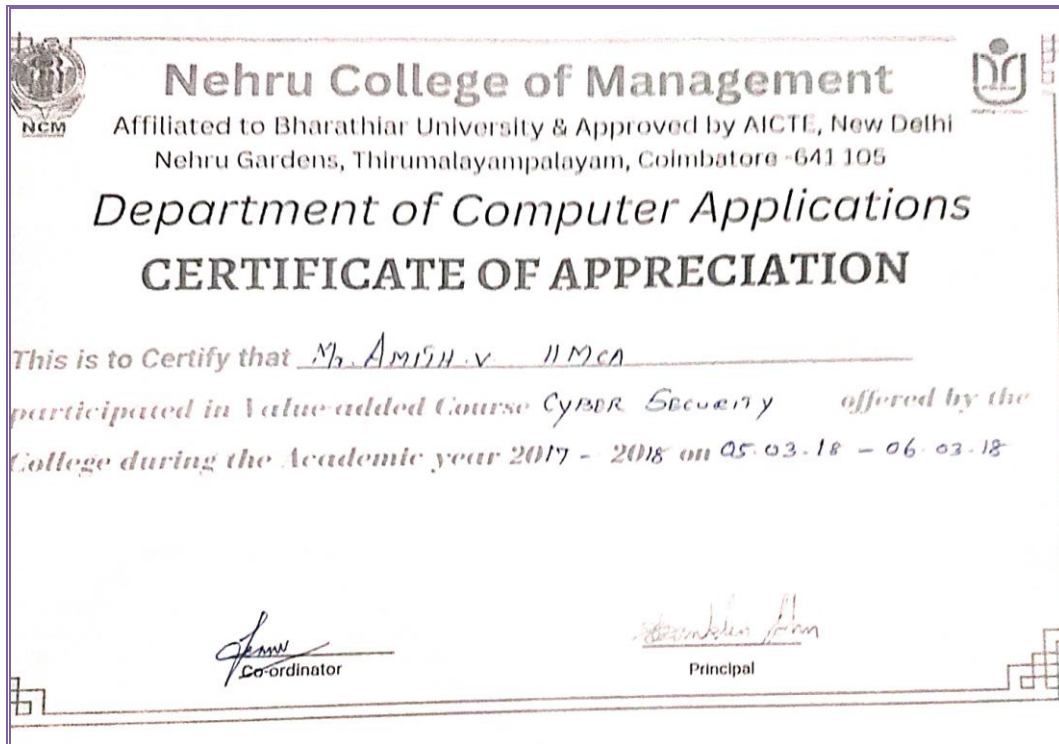 Nehru College of Management
NCM
Affiliated to Bharathiar University & Approved by AICTE, New Delhi
Nehru Gardens, Thirumalayampalayam, Coimbatore -641 105
Department of Computer Applications
CERTIFICATE OF APPRECIATION
This is to Certify that Mr. AMISH.V II MCA
participated in Value-added Course CYBER SECURITY offered by the
College during the Academic year 2017 - 2018 on 05.03.18 - 06.03.18
Co-ordinator
Principal